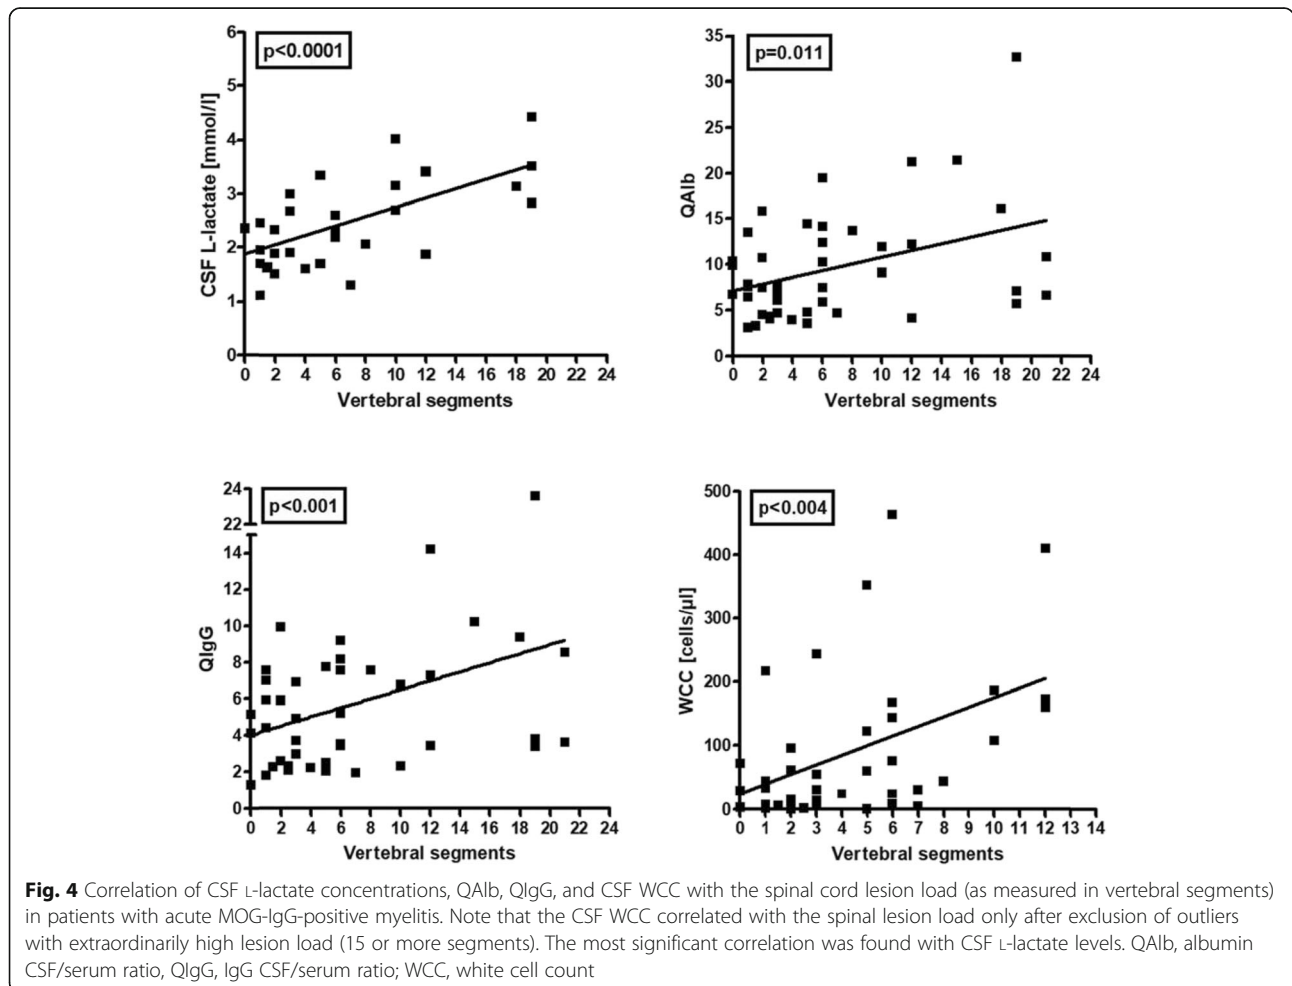 p<0.0001
CSF L-lactate [mmol/l]
6
5
4
3
2
1
0
0 2 4 6 8 10 12 14 16 18 20 22 24
Vertebral segments
p=0.011
QAlb
35
30
25
20
15
10
5
0
0 2 4 6 8 10 12 14 16 18 20 22 24
Vertebral segments
p<0.001
QIgG
24
22
14
12
10
8
6
4
2
0
0 2 4 6 8 10 12 14 16 18 20 22 24
Vertebral segments
p<0.004
WCC [cells/µl]
500
400
300
200
100
0
0 1 2 3 4 5 6 7 8 9 10 11 12 13 14
Vertebral segments
Fig. 4 Correlation of CSF L-lactate concentrations, QAlb, QIgG, and CSF WCC with the spinal cord lesion load (as measured in vertebral segments)
in patients with acute MOG-IgG-positive myelitis. Note that the CSF WCC correlated with the spinal lesion load only after exclusion of outliers
with extraordinarily high lesion load (15 or more segments). The most significant correlation was found with CSF L-lactate levels. QAlb, albumin
CSF/serum ratio, QIgG, IgG CSF/serum ratio; WCC, white cell count